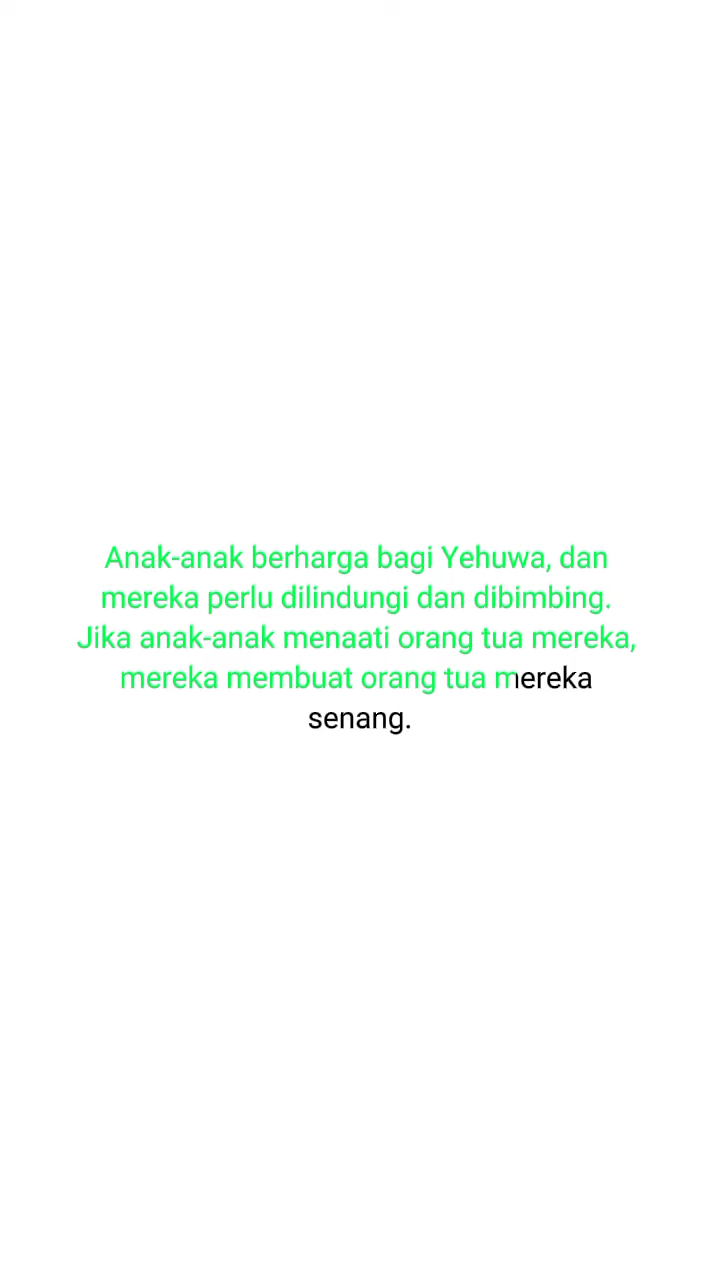 Anak-anak berharga bagi Yehuwa, dan
mereka perlu dilindungi dan dibimbing.
Jika anak-anak menaati orang tua mereka,
mereka membuat orang tua mereka
senang.